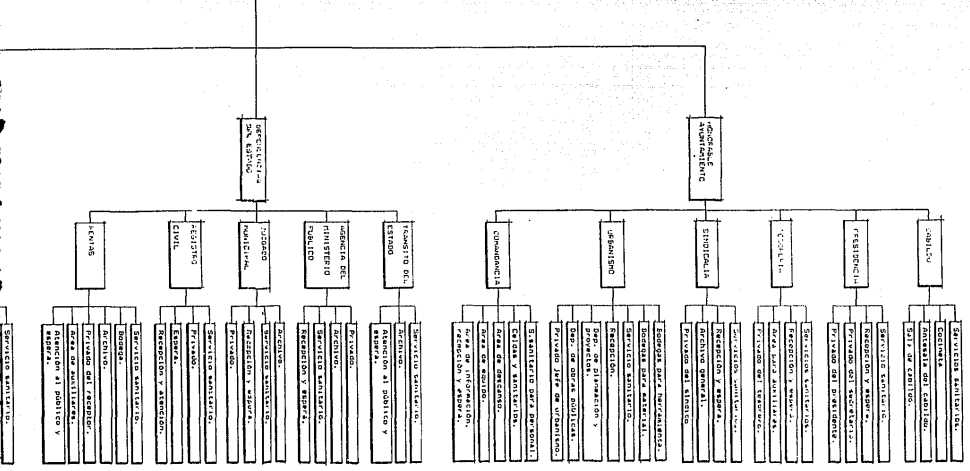 DEPENDENCIAS
DEL ESTADO
HONORABLE
AYUNTAMIENTO
RENTAS
REGISTRO
CIVIL
JUZGADO
MUNICIPAL
AGENCIA DEL
MINISTERIO
PUBLICO
TRANSITO DEL
ESTADO
COMANDANCIA
URBANISMO
SINDICALIA
TESORERIA
PRESIDENCIA
CABILDO
Servicio sanitario.
Bodega.
Archivo.
Privado del receptor.
Area de auxiliares.
Atención al público y
espera.
Servicio sanitario.
Privado.
Espera.
Recepción y atención.
Archivo.
Servicio sanitario.
Recepción y espera.
Privado.
Privado.
Archivo.
Servicio sanitario.
Recepción y espera.
Servicio sanitario.
Archivo.
Atención al público y
espera.
Sanitario para personal.
Celdas y sanitarios.
Area de descanso.
Area de equipo.
Area de información,
recepción y espera.
Bodega para herramienta.
Bodega para material.
Servicio sanitario.
Recepción y espera.
Dep. de planeación y
proyectos.
Dep. de obras públicas.
Privado jefe de urbanismo.
Servicios sanitarios.
Recepción y espera.
Archivo general.
Privado del síndico
Servicios sanitarios.
Recepción y espera.
Area para auxiliares.
Privado del tesorero.
Servicio sanitario.
Recepción y espera.
Privado del secretario.
Privado del presidente.
Servicios sanitarios.
Cocineta
Antesala del cabildo.
Sala de cabildo.
Servicio sanitario.